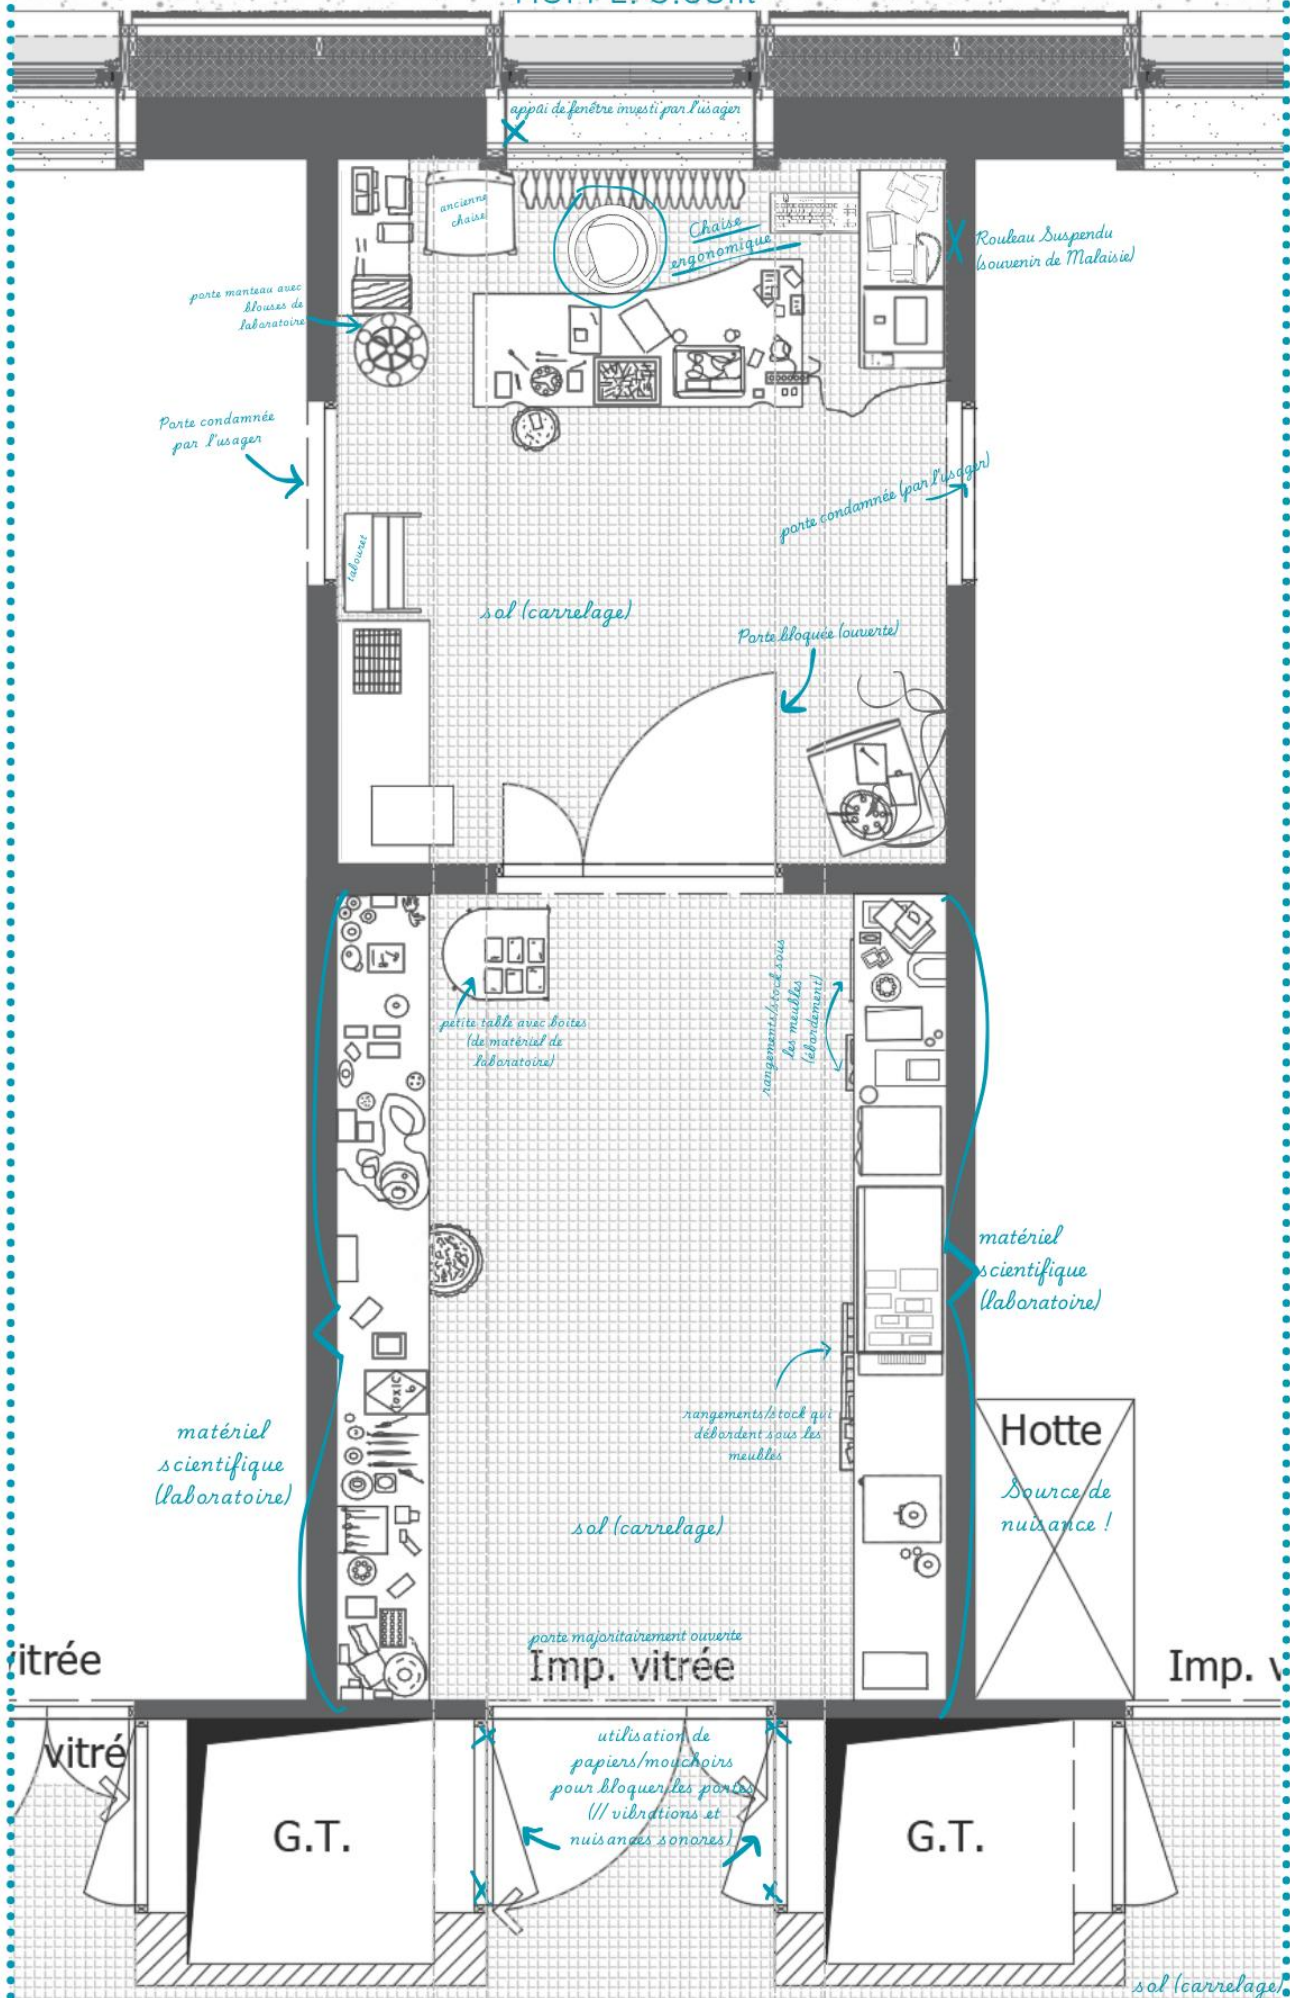 appui de fenêtre investi par l'usager
ancienne
chaise
Chaise
ergonomique
Rouleau Suspendu
(souvenir de Malaisie)
porte manteau avec
blouses de
laboratoire
Porte condamnée
par l'usager
porte condamnée (par l'usager)
tabouret
sol (carrelage)
Porte bloquée (ouverte)
petite table avec boites
(de matériel de
laboratoire)
rangements/stock sous
les meubles
(ébordement)
matériel
scientifique
(laboratoire)
toxic
6
rangements/stock qui
débordent sous les
meubles
matériel
scientifique
(laboratoire)
Hotte
Source de
nuisance !
sol (carrelage)
porte majoritairement ouverte
itrée
Imp. vitrée
Imp. v
vitré
utilisation de
papiers/mouchoirs
pour bloquer les portes
(// vibrations et
nuisances sonores)
G.T.
G.T.
sol (carrelage)